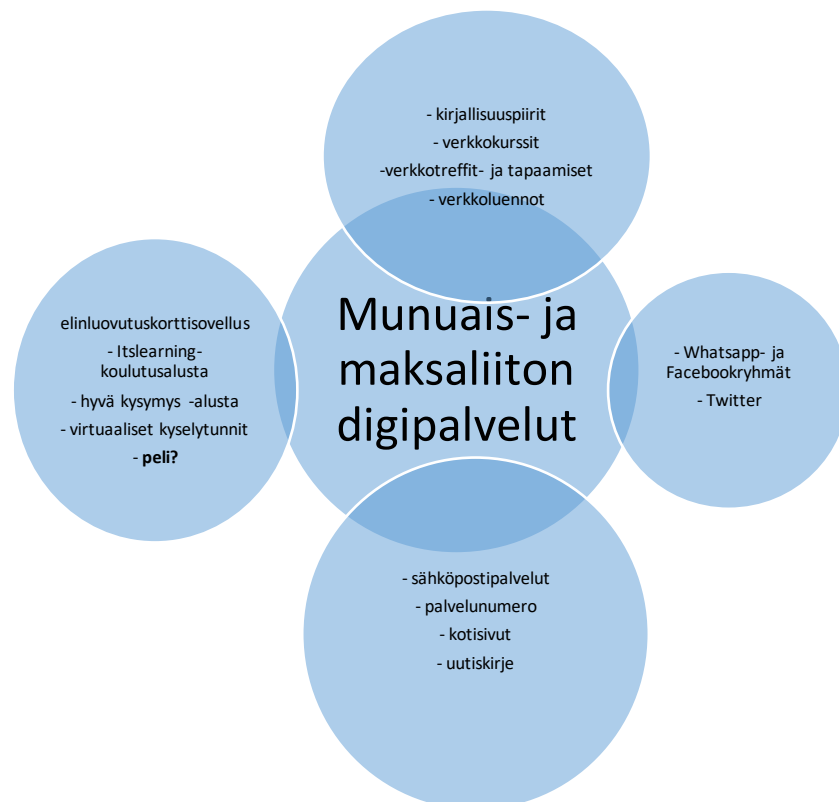 - kirjallisuuspiirit
- verkkokurssit
-verkkotreffit- ja tapaamiset
- verkkoluennot
Munuais- ja
maksaliiton
digipalvelut
elinluovutuskorttisovellus
- Itslearning-
koulutusalusta
- hyvä kysymys -alusta
- virtuaaliset kyselytunnit
- peli?
- Whatsapp- ja
Facebookryhmät
- Twitter
- sähköpostipalvelut
- palvelunumero
- kotisivut
- uutiskirje